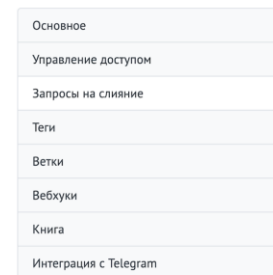 Основное
Управление доступом
Запросы на слияние
Теги
Ветки
Вебхуки
Книга
Интеграция с Telegram